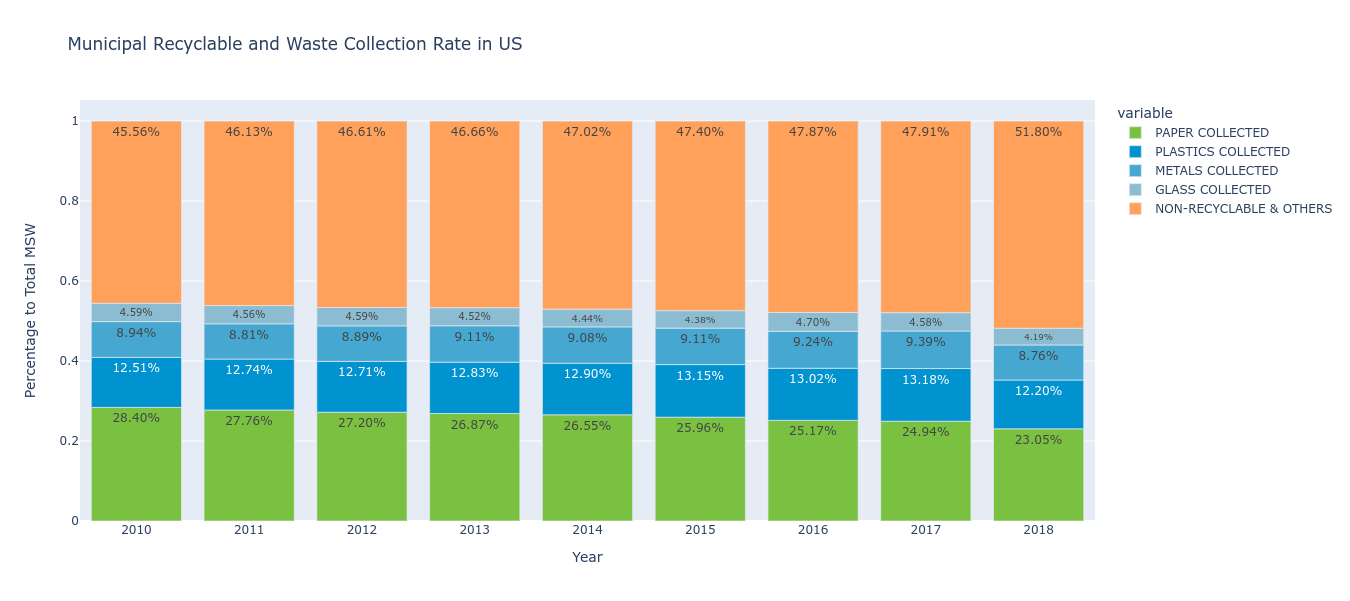 Municipal Recyclable and Waste Collection Rate in US
variable
PAPER COLLECTED
PLASTICS COLLECTED
METALS COLLECTED
GLASS COLLECTED
NON-RECYCLABLE & OTHERS
Percentage to Total MSW
1
0.8
0.6
0.4
0.2
0
45.56% 46.13% 46.61% 46.66% 47.02% 47.40% 47.87% 47.91% 51.80%
4.59% 4.56% 4.59% 4.52% 4.44% 4.38% 4.70% 4.58% 4.19%
8.94% 8.81% 8.89% 9.11% 9.08% 9.11% 9.24% 9.39% 8.76%
12.51% 12.74% 12.71% 12.83% 12.90% 13.15% 13.02% 13.18% 12.20%
28.40% 27.76% 27.20% 26.87% 26.55% 25.96% 25.17% 24.94% 23.05%
2010 2011 2012 2013 2014 2015 2016 2017 2018
Year